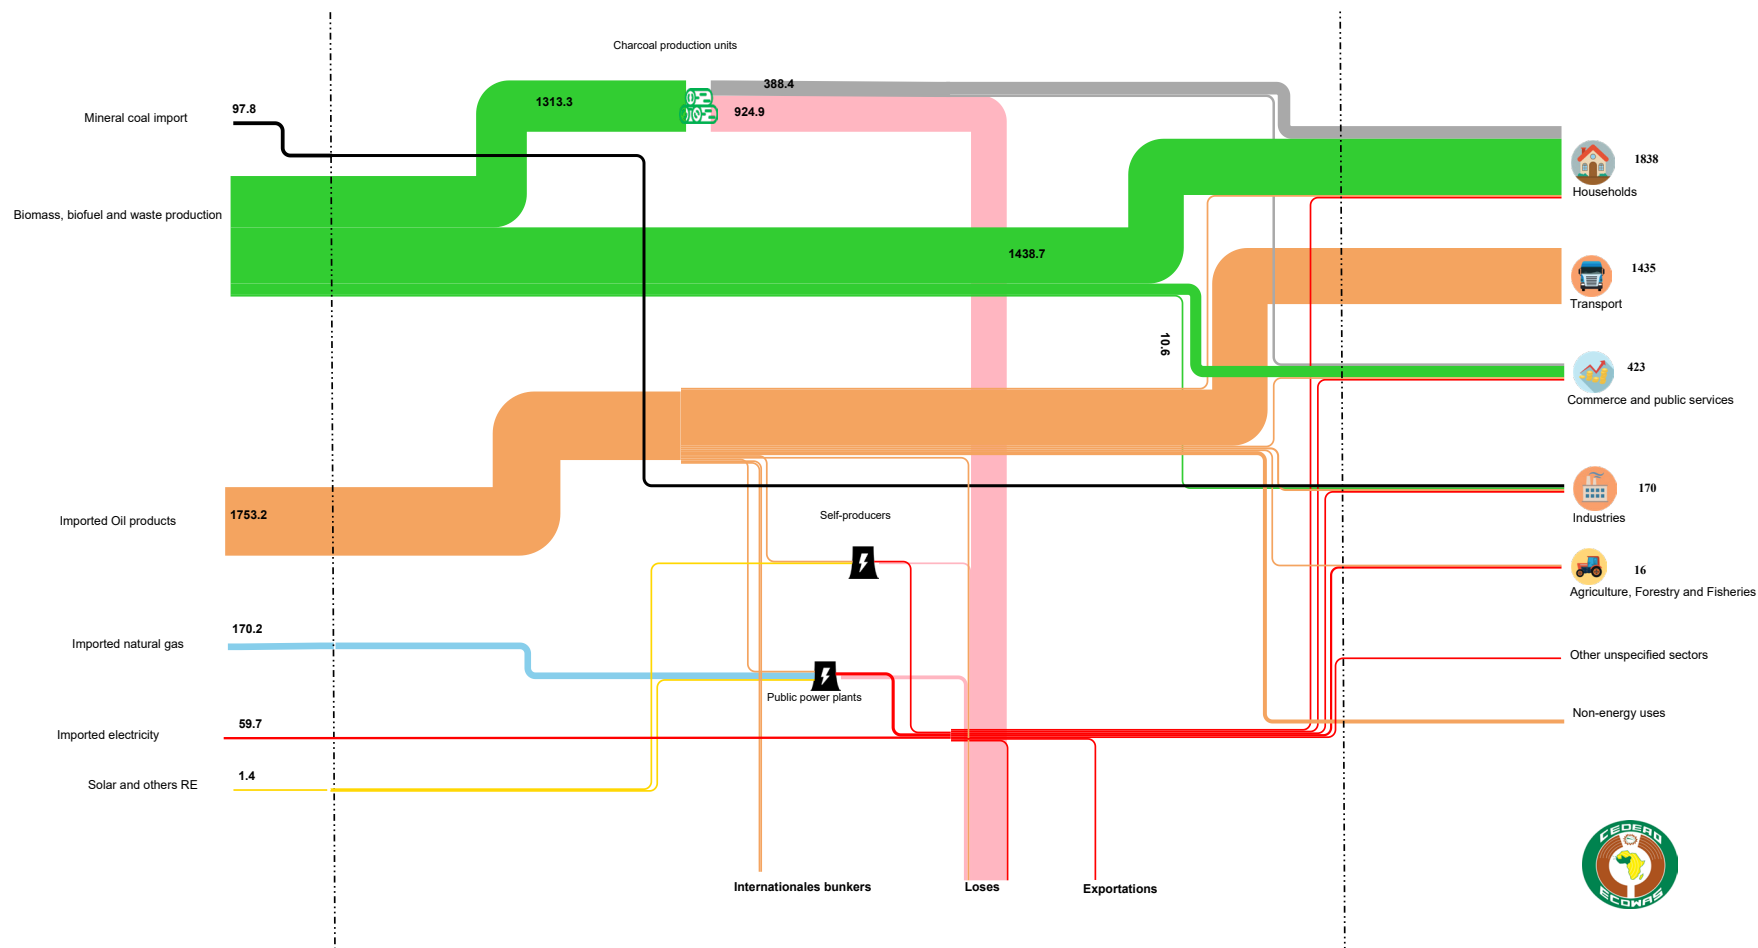 Charcoal production units
388.4
1313.3
97.8
924.9
Mineral coal import
1838
Households
Biomass, biofuel and waste production
1438.7
1435
Transport
10.6
423
Commerce and public services
170
Industries
1753.2
Imported Oil products
Self-producers
16
Agriculture, Forestry and Fisheries
170.2
Imported natural gas
Other unspecified sectors
Public power plants
Non-energy uses
59.7
Imported electricity
1.4
Solar and others RE
CEDEAO
ECOWAS
Internationales bunkers
Loses
Exportations